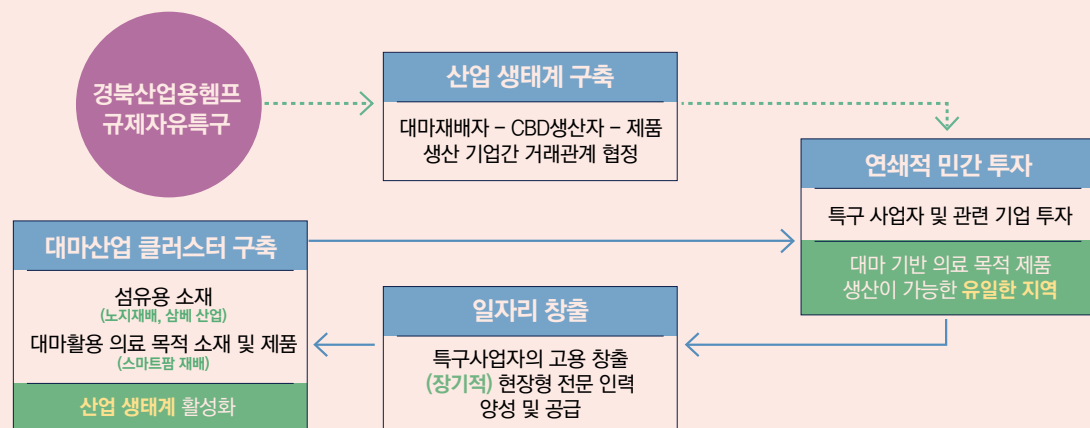 경북산업용헴프
규제자유특구
산업 생태계 구축
대마재배자 – CBD생산자 – 제품
생산 기업간 거래관계 협정
연쇄적 민간 투자
특구 사업자 및 관련 기업 투자
대마 기반 의료 목적 제품
생산이 가능한 유일한 지역
일자리 창출
특구사업자의 고용 창출
(장기적) 현장형 전문 인력
양성 및 공급
대마산업 클러스터 구축
섬유용 소재
(노지재배, 삼베 산업)
대마활용 의료 목적 소재 및 제품
(스마트팜 재배)
산업 생태계 활성화